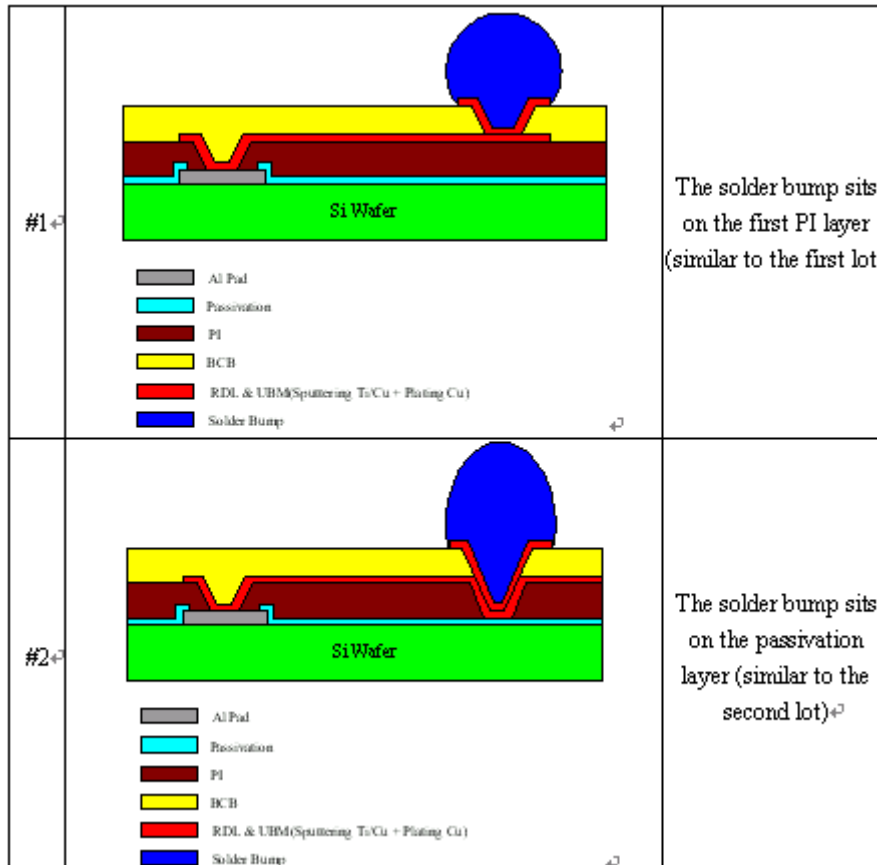 #1↵
Si Wafer
Al Pad
Passivation
PI
BCB
RDL & UBM(Sputtering Ti/Cu + Plating Cu)
Solder Bump
↵
The solder bump sits
on the first PI layer
(similar to the first lot
#2↵
Si Wafer
Al Pad
Passivation
PI
BCB
RDL & UBM(Sputtering Ti/Cu + Plating Cu)
Solder Bump
↵
The solder bump sits
on the passivation
layer (similar to the
second lot)↵